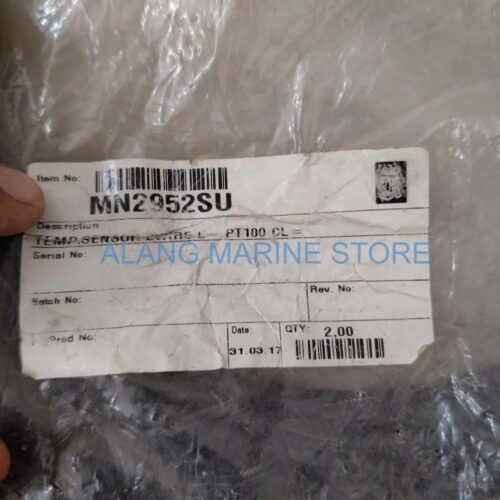 Item No:
MN2952SU
Description
TEMP.SENSOR 2WIRE L= PT100 CL=
Serial No:
ALANG MARINE STORE
Batch No:
Rev. No:
Prod No:
Date:
31.03.17
QTY:
2.00